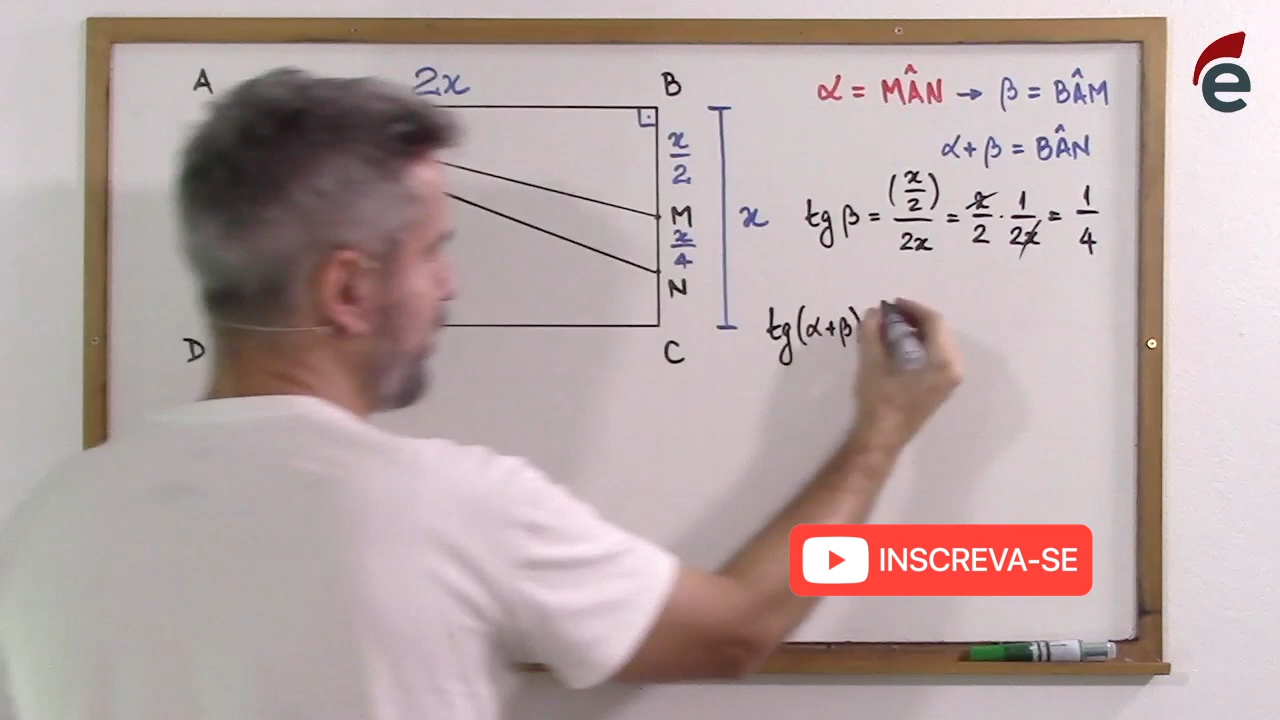 A 2x B
α = MÂN → β = BÂM
α + β = BÂN
x/2
tg β = (x/2)/2x = x/2 · 1/2x = 1/4
M
x
x/4
N
tg(α+β)
D C
INSCREVA-SE
e